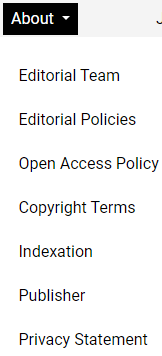 About
Editorial Team
Editorial Policies
Open Access Policy
Copyright Terms
Indexation
Publisher
Privacy Statement